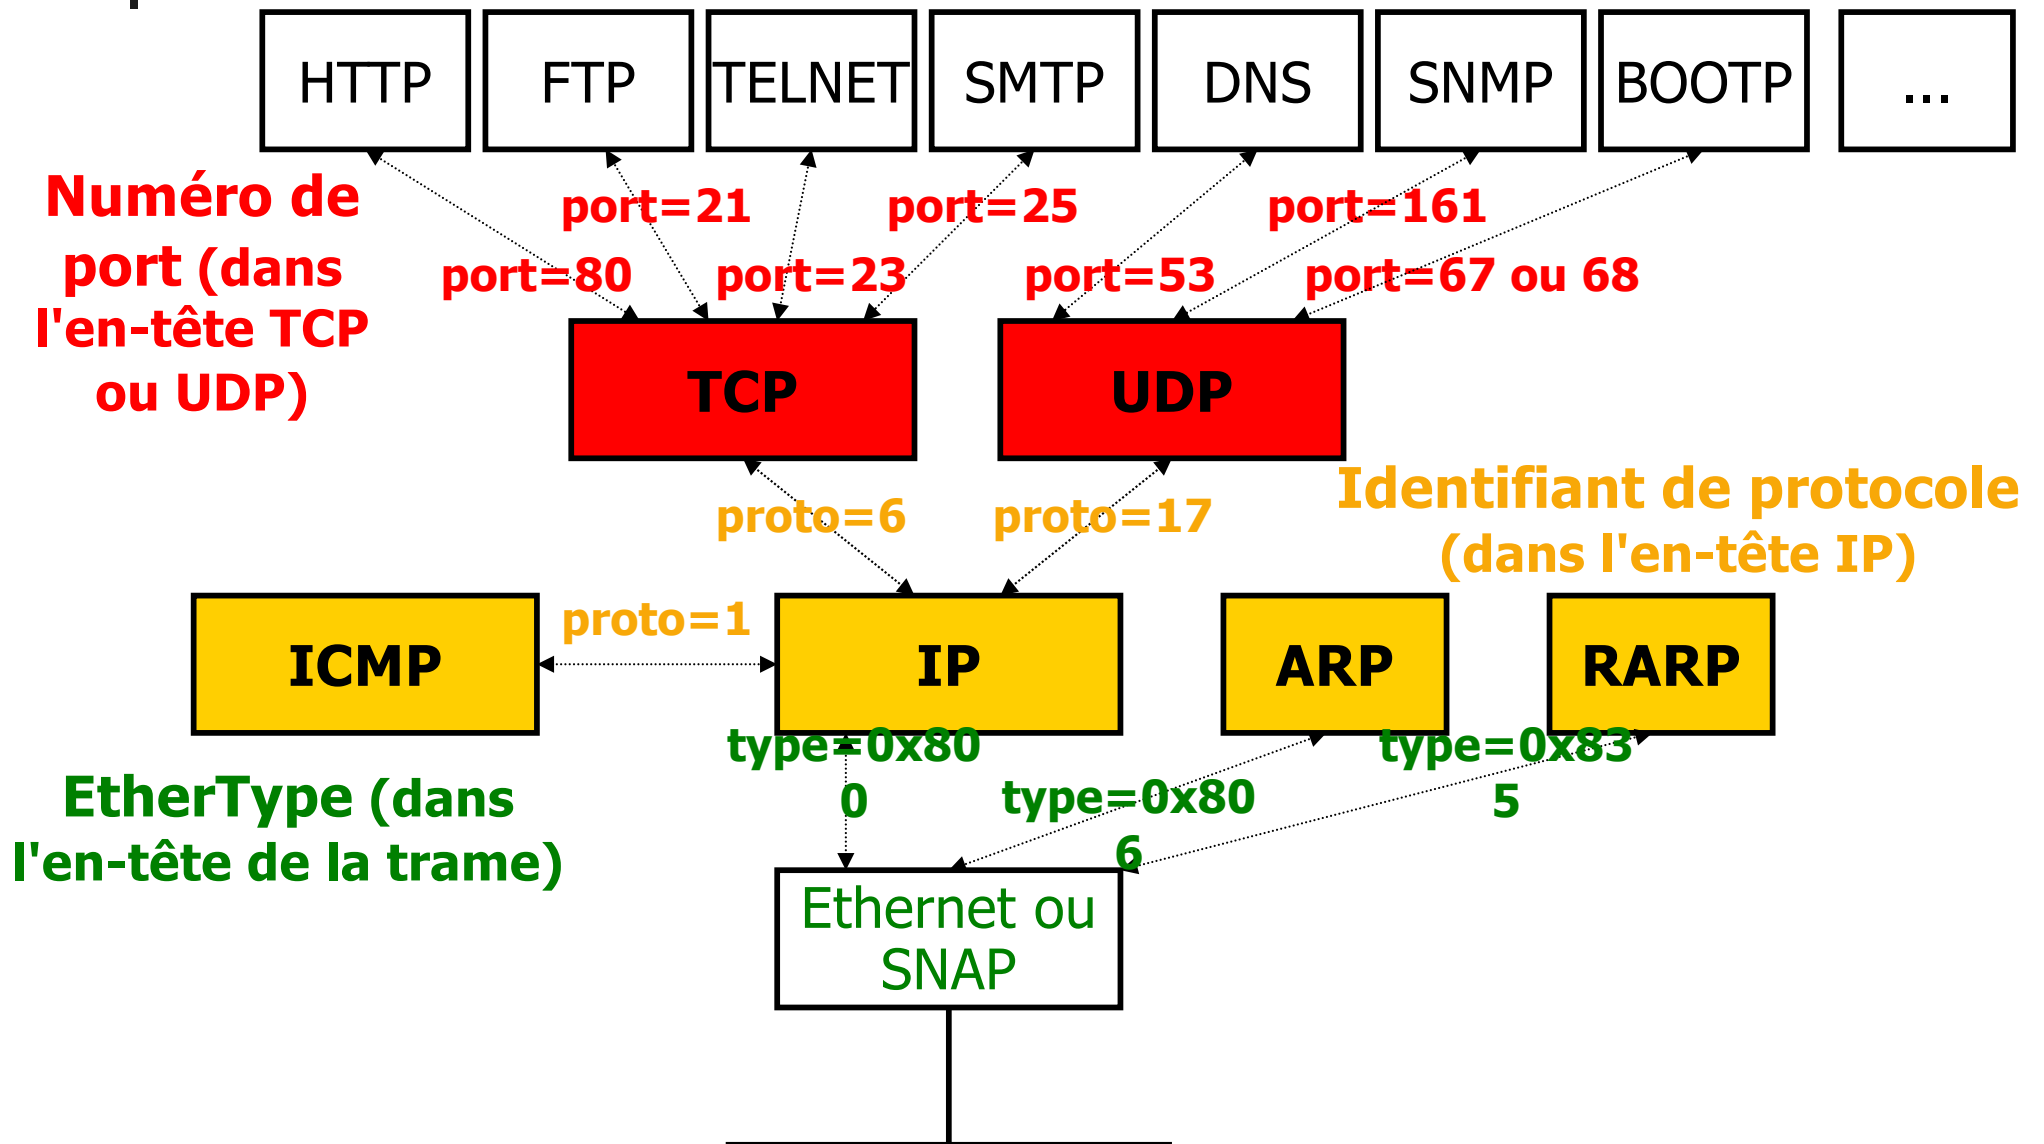 HTTP
FTP
TELNET
SMTP
DNS
SNMP
BOOTP
...
Numéro de
port (dans
l'en-tête TCP
ou UDP)
port=21
port=25
port=161
port=80
port=23
port=53
port=67 ou 68
TCP
UDP
Identifiant de protocole
(dans l'en-tête IP)
proto=6
proto=17
proto=1
ICMP
IP
ARP
RARP
type=0x80
0
type=0x80
6
type=0x83
5
EtherType (dans
l'en-tête de la trame)
Ethernet ou
SNAP